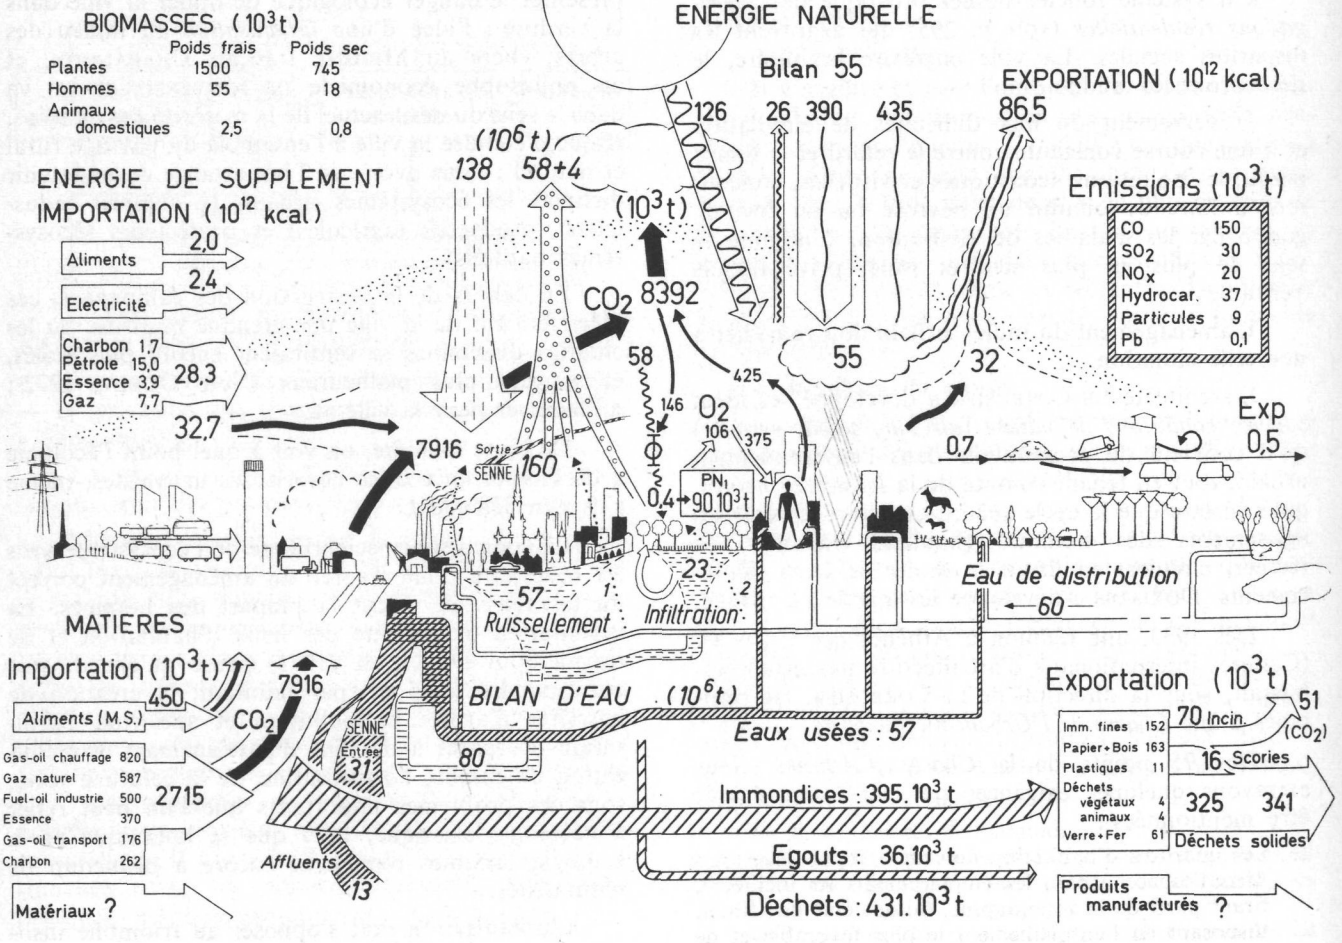 BIOMASSES (10³t)
Poids frais Poids sec
Plantes 1500 745
Hommes 55 18
Animaux
domestiques 2,5 0,8
ENERGIE NATURELLE
Bilan 55
126 26 390 435
EXPORTATION (10¹² kcal)
86,5
ENERGIE DE SUPPLEMENT
IMPORTATION (10¹² kcal)
2,0
Aliments
2,4
Electricité
Charbon 1,7
Pétrole 15,0
Essence 3,9
Gaz 7,7
28,3
32,7
(10⁶ t)
138 58+4
(10³ t)
CO₂
8392
58
425
146
O₂
106 375
PN₁
0,4 90.10³t
7916
Sortie
SENNE 160
55
32
Emissions (10³t)
CO 150
SO₂ 30
NOx 20
Hydrocar. 37
Particules 9
Pb 0,1
0,7
Exp
0,5
57
Ruissellement
1
23
Infiltration
Eau de distribution
60
MATIERES
Importation (10³t)
450
Aliments (M.S.)
CO₂
7916
Gas-oil chauffage 820
Gaz naturel 587
Fuel-oil industrie 500
Essence 370
Gas-oil transport 176
Charbon 262
2715
Matériaux ?
SENNE
Entrée
31
BILAN D'EAU (10⁶t)
80
Eaux usées : 57
Affluents
13
Immondices : 395.10³ t
Egouts : 36.10³ t
Déchets : 431.10³ t
Exportation (10³ t)
51
(CO₂)
70 Incin.
Imm. fines 152
Papier+Bois 163
Plastiques 11
Déchets
végétaux 4
animaux
Verre+Fer 61
16 Scories
325 341
Déchets solides
Produits
manufacturés ?